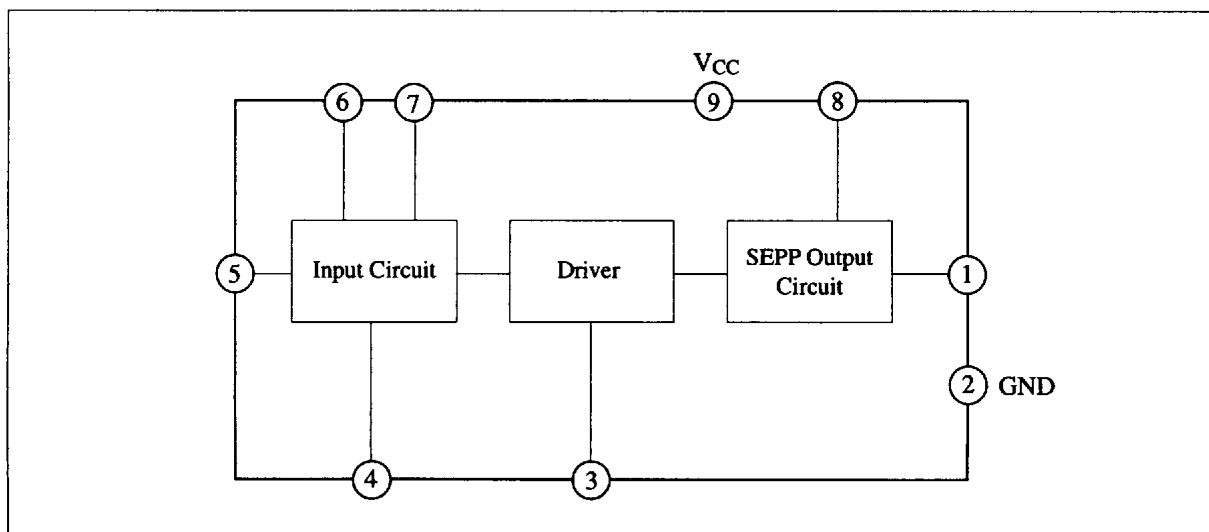 V_CC
6 7 9 8
5 Input Circuit Driver SEPP Output
Circuit 1
2 GND
4 3